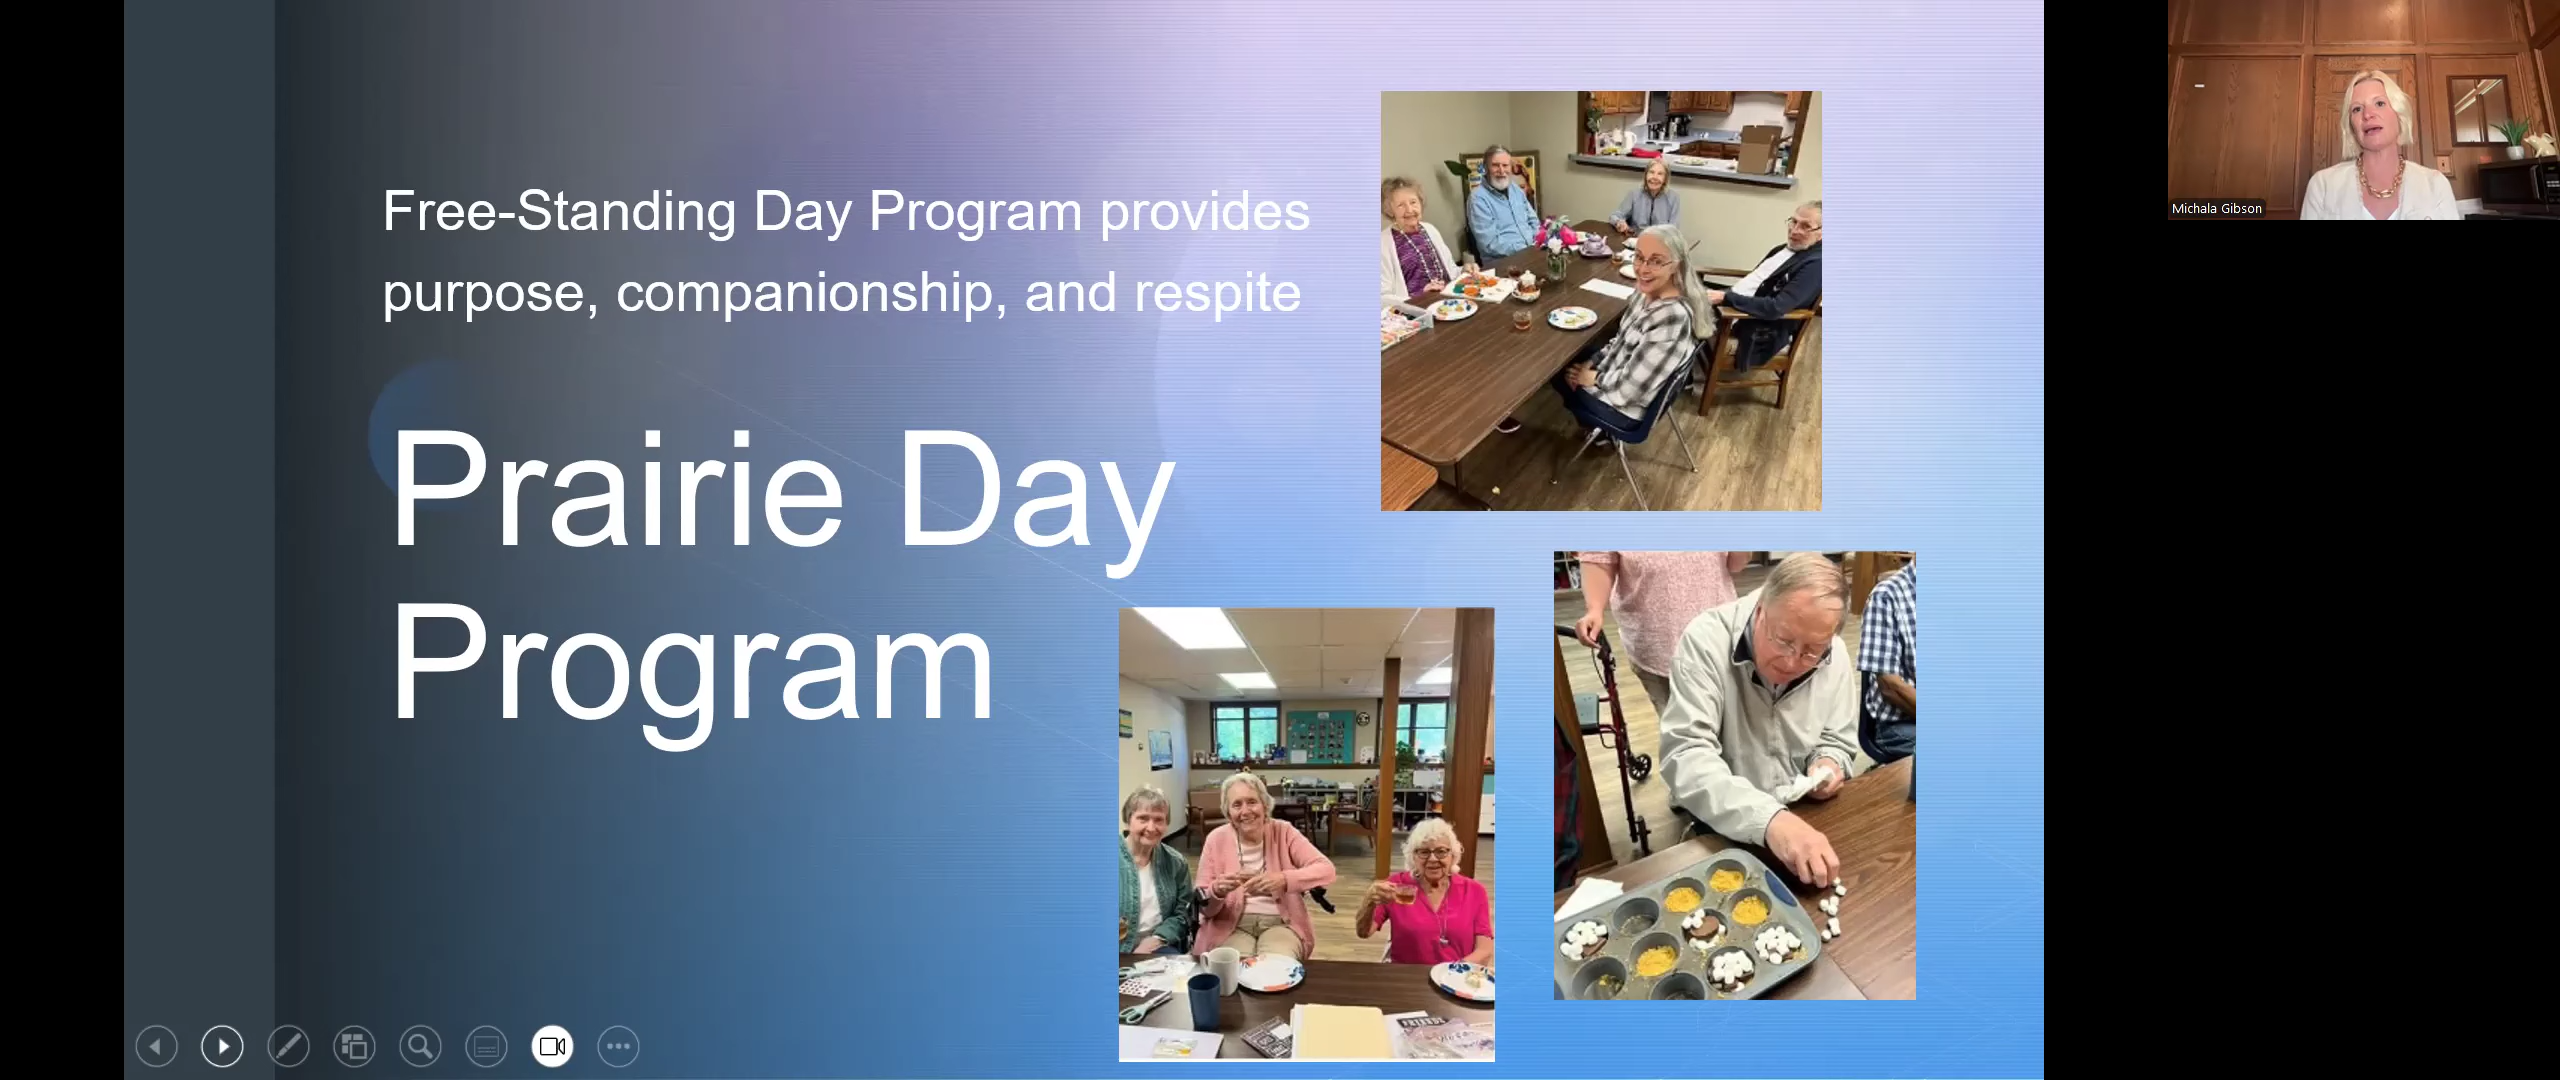 Free-Standing Day Program provides
purpose, companionship, and respite
Prairie Day
Program
Michala Gibson